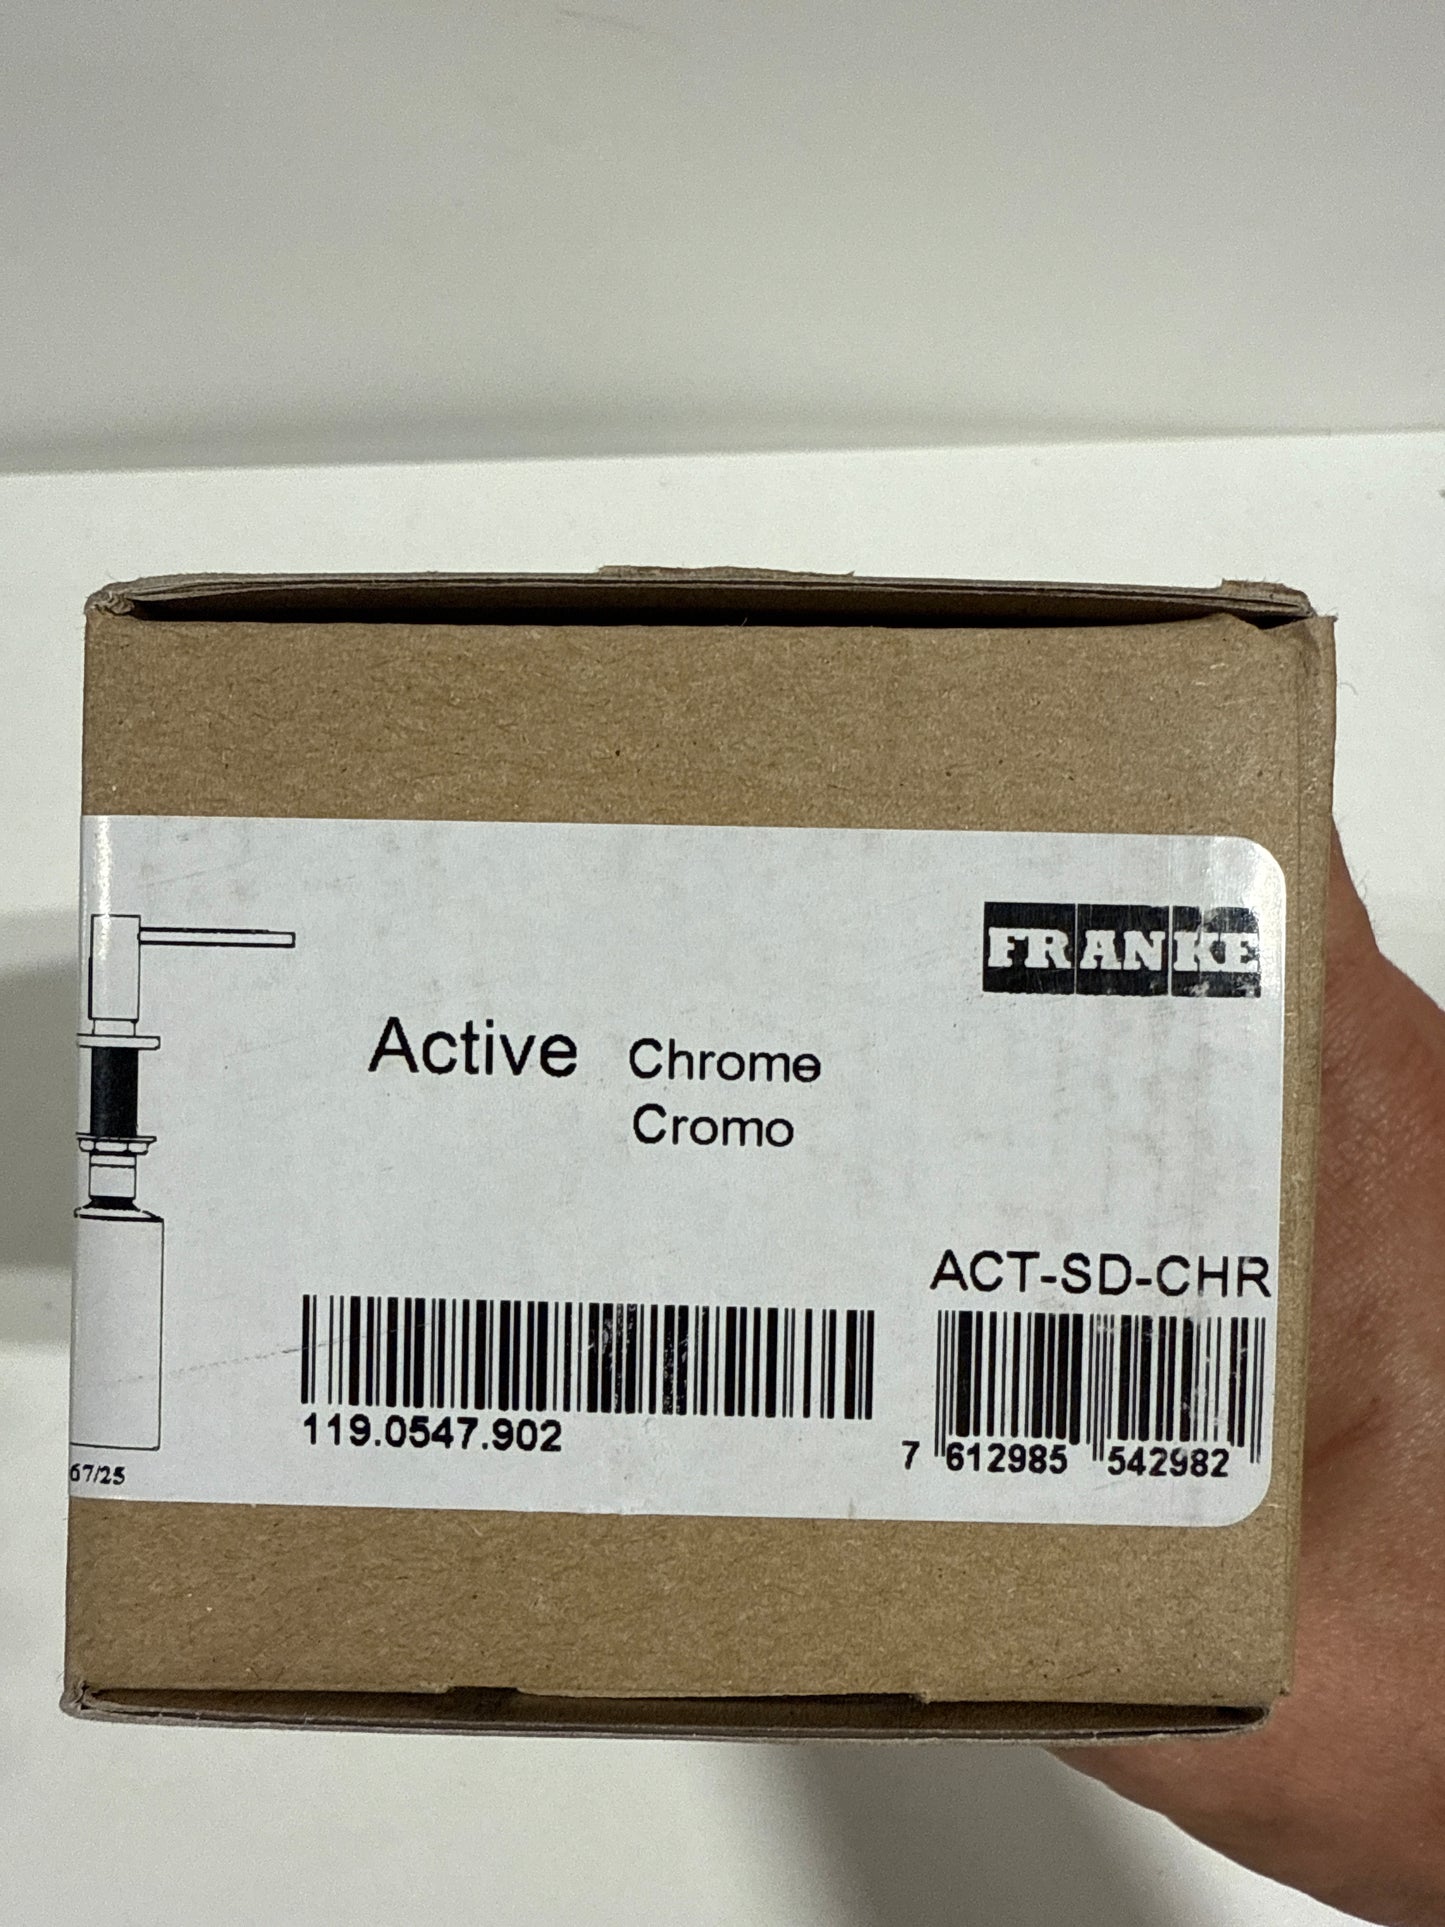 FRANKE
Active Chrome
Cromo
ACT-SD-CHR
119.0547.902
7 612985 542982
67/25